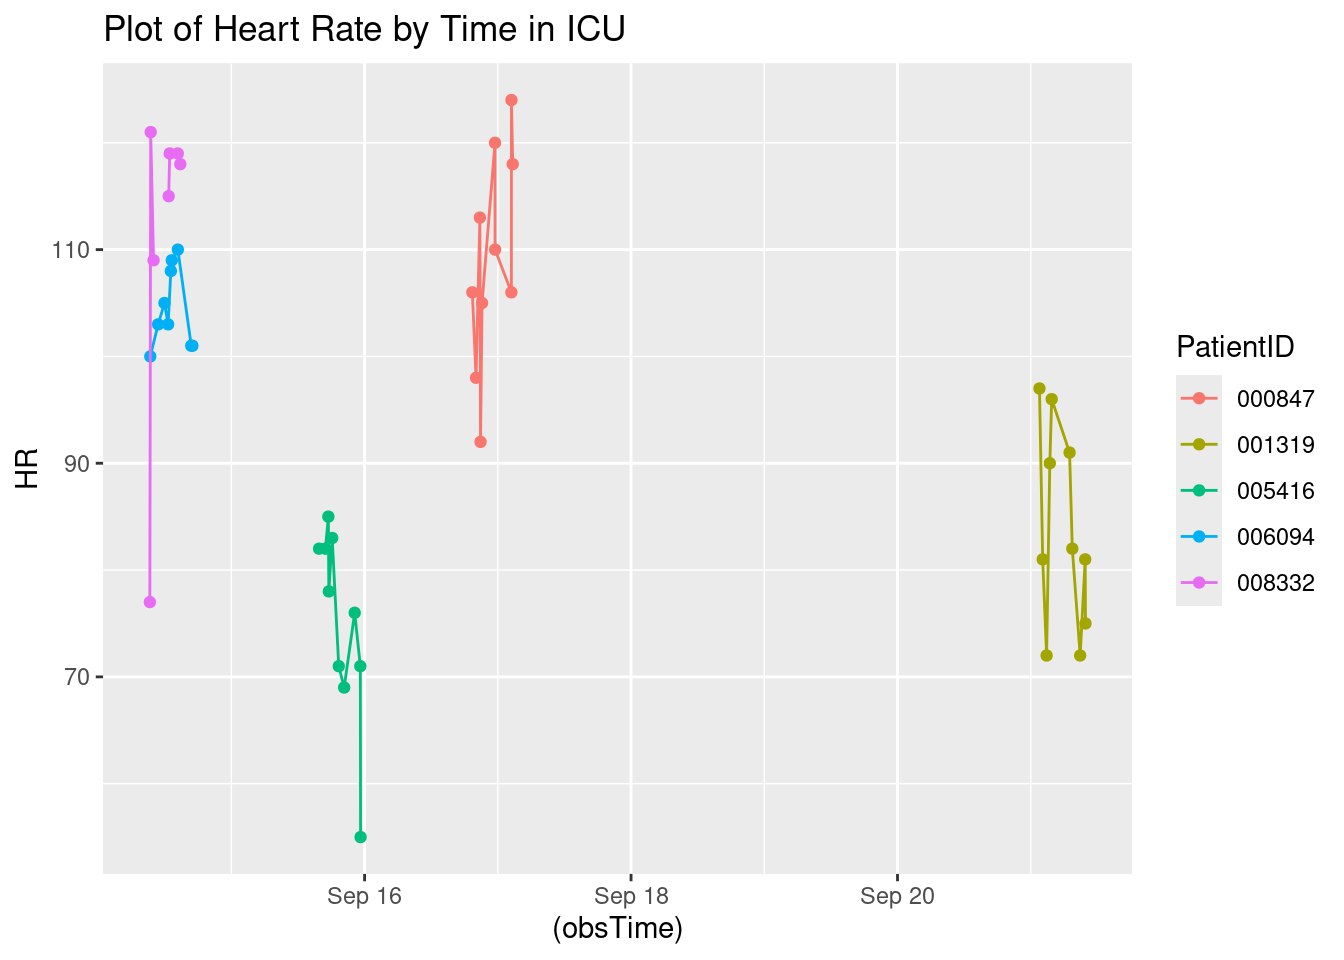 Plot of Heart Rate by Time in ICU
HR
110
90
70
Sep 16
Sep 18
Sep 20
(obsTime)
PatientID
000847
001319
005416
006094
008332